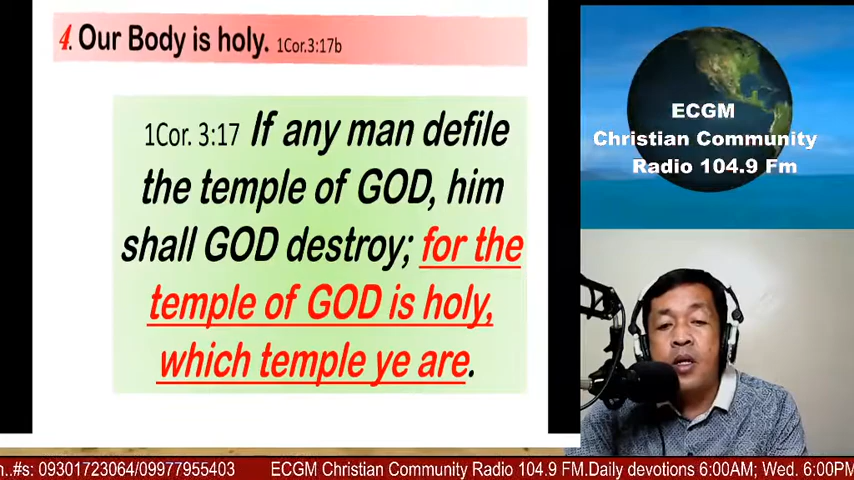 4. Our Body is holy. 1Cor.3:17b
1Cor. 3:17 If any man defile
the temple of GOD, him
shall GOD destroy; for the
temple of GOD is holy,
which temple ye are.
ECGM
Christian Community
Radio 104.9 Fm
n..#s: 09301723064/09977955403 ECGM Christian Community Radio 104.9 FM.Daily devotions 6:00AM; Wed. 6:00PM